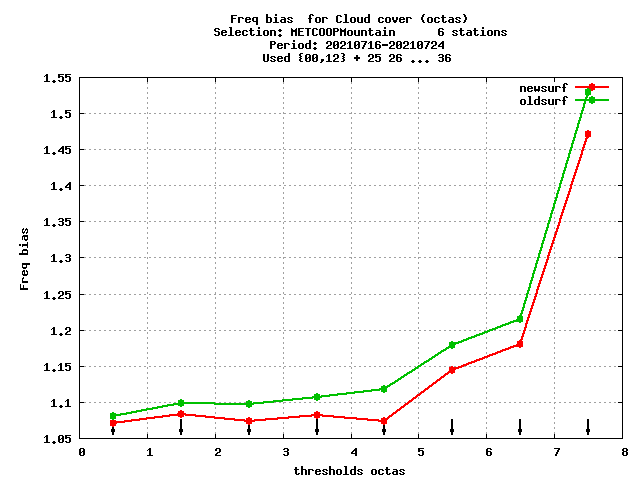 Freq bias  for Cloud cover (octas)
Selection: METCOOPMountain      6 stations
Period: 20210716-20210724
Used {00,12} + 25 26 ... 36
newsurf
oldsurf
1.55
1.5
1.45
1.4
1.35
1.3
1.25
1.2
1.15
1.1
1.05
Freq bias
0 1 2 3 4 5 6 7 8
thresholds octas